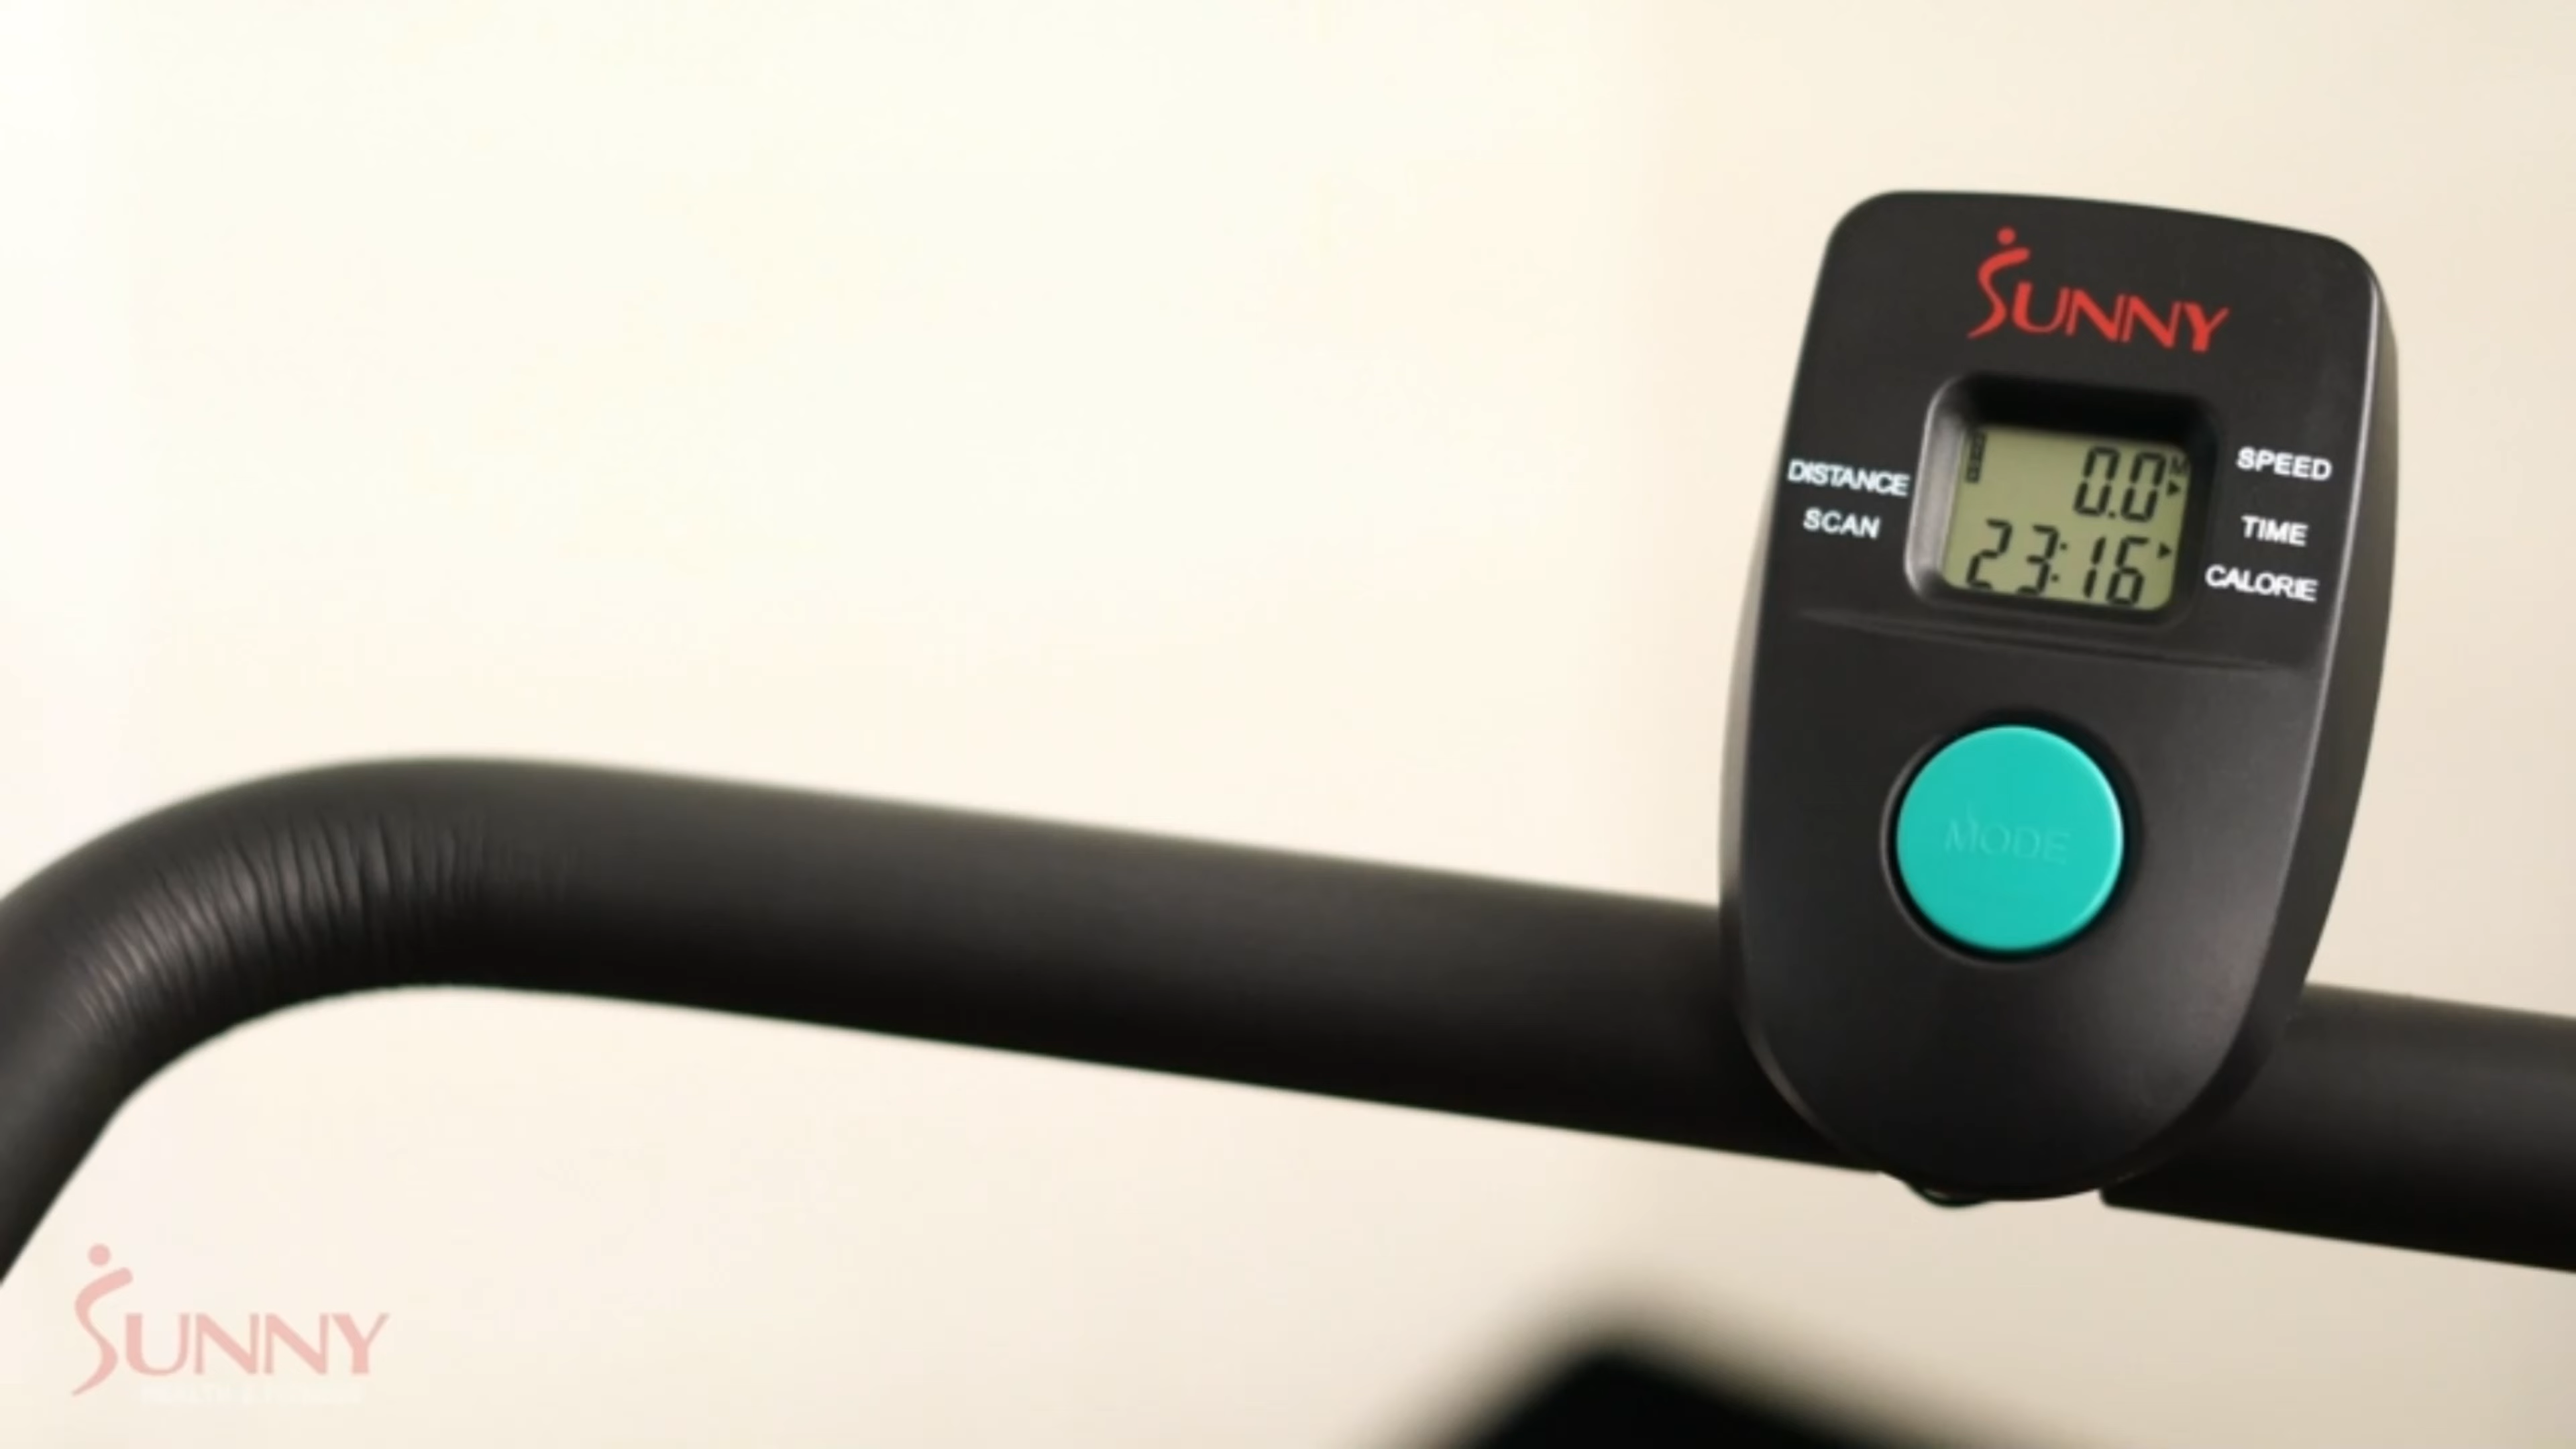 SUNNY
DISTANCE
SCAN
0.0 M
23:16
SPEED
TIME
CALORIE
MODE
SUNNY